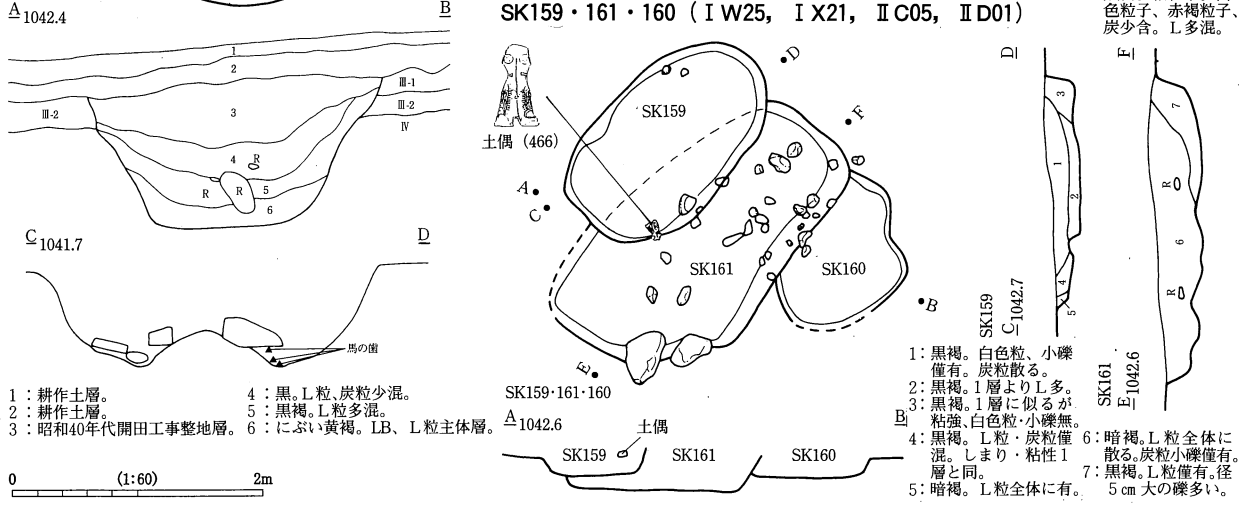 A 1042.4 B
1
2
3
Ⅲ-1
Ⅲ-2
Ⅲ-2
Ⅳ
4 R
R R 5
6
C 1041.7 D
馬の歯
1：耕作土層。
2：耕作土層。
3：昭和40年代開田工事整地層。
4：黒。L粒、炭粒少混。
5：黒褐。L粒多混。
6：にぶい黄褐。LB、L粒主体層。
0 (1:60) 2m
SK159・161・160（ⅠW25, ⅠX21, ⅡC05, ⅡD01）
土偶（466）
D
F
A
C
B
E
SK159
SK161
SK160
SK159・161・160
A 1042.6 B
土偶
SK159 SK161 SK160
色粒子、赤褐粒子、
炭少含。L多混。
D
3
1
2
4
5
SK159
C 1042.7
F
7
R
6
R
SK161
E 1042.6
1：黒褐。白色粒、小礫
僅有。炭粒散る。
2：黒褐。1層よりL多。
3：黒褐。1層に似るが
粘強、白色粒・小礫無。
4：黒褐。L粒・炭粒僅
混。しまり・粘性1
層と同。
5：暗褐。L粒全体に有。
6：暗褐。L粒全体に
散る。炭粒小礫僅有。
7：黒褐。L粒僅有。径
5㎝大の礫多い。